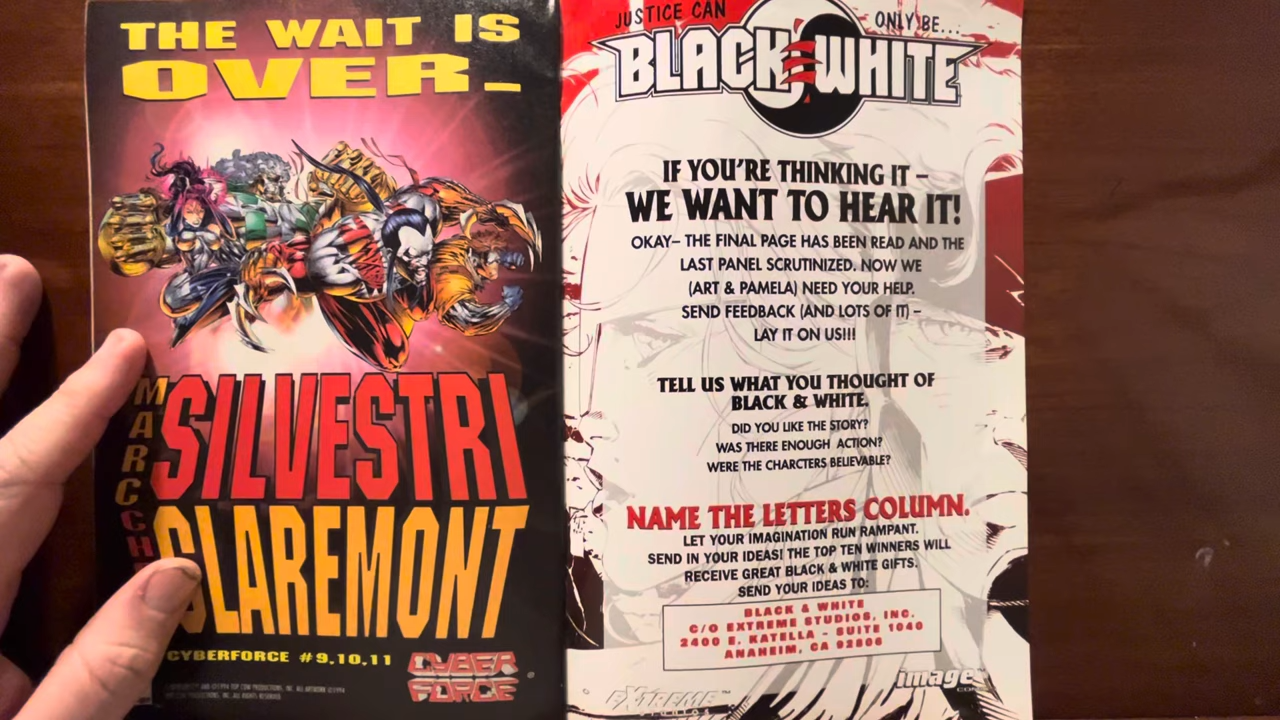 THE WAIT IS
OVER.
MARC
SILVESTRI
CH
CLAREMONT
CYBERFORCE #9,10,11
CYBER
FORCE
JUSTICE CAN
ONLY BE...
BLACK & WHITE
IF YOU'RE THINKING IT –
WE WANT TO HEAR IT!
OKAY– THE FINAL PAGE HAS BEEN READ AND THE
LAST PANEL SCRUTINIZED. NOW WE
(ART & PAMELA) NEED YOUR HELP.
SEND FEEDBACK (AND LOTS OF IT) –
LAY IT ON US!!!
TELL US WHAT YOU THOUGHT OF
BLACK & WHITE.
DID YOU LIKE THE STORY?
WAS THERE ENOUGH ACTION?
WERE THE CHARCTERS BELIEVABLE?
NAME THE LETTERS COLUMN.
LET YOUR IMAGINATION RUN RAMPANT.
SEND IN YOUR IDEAS! THE TOP TEN WINNERS WILL
RECEIVE GREAT BLACK & WHITE GIFTS.
SEND YOUR IDEAS TO:
BLACK & WHITE
C/O EXTREME STUDIOS, INC.
2400 E. KATELLA – SUITE 1040
ANAHEIM, CA 92806
EXTREME™
STUDIOS
image™